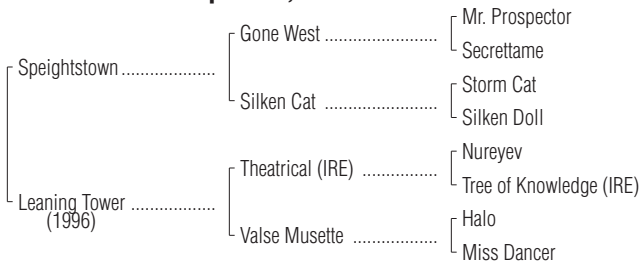 Mr. Prospector
Gone West ........................
Secrettame
Speightstown ....................
Storm Cat
Silken Cat ........................
Silken Doll
Nureyev
Theatrical (IRE) ................
Tree of Knowledge (IRE)
Leaning Tower ..................
(1996)
Halo
Valse Musette ..................
Miss Dancer